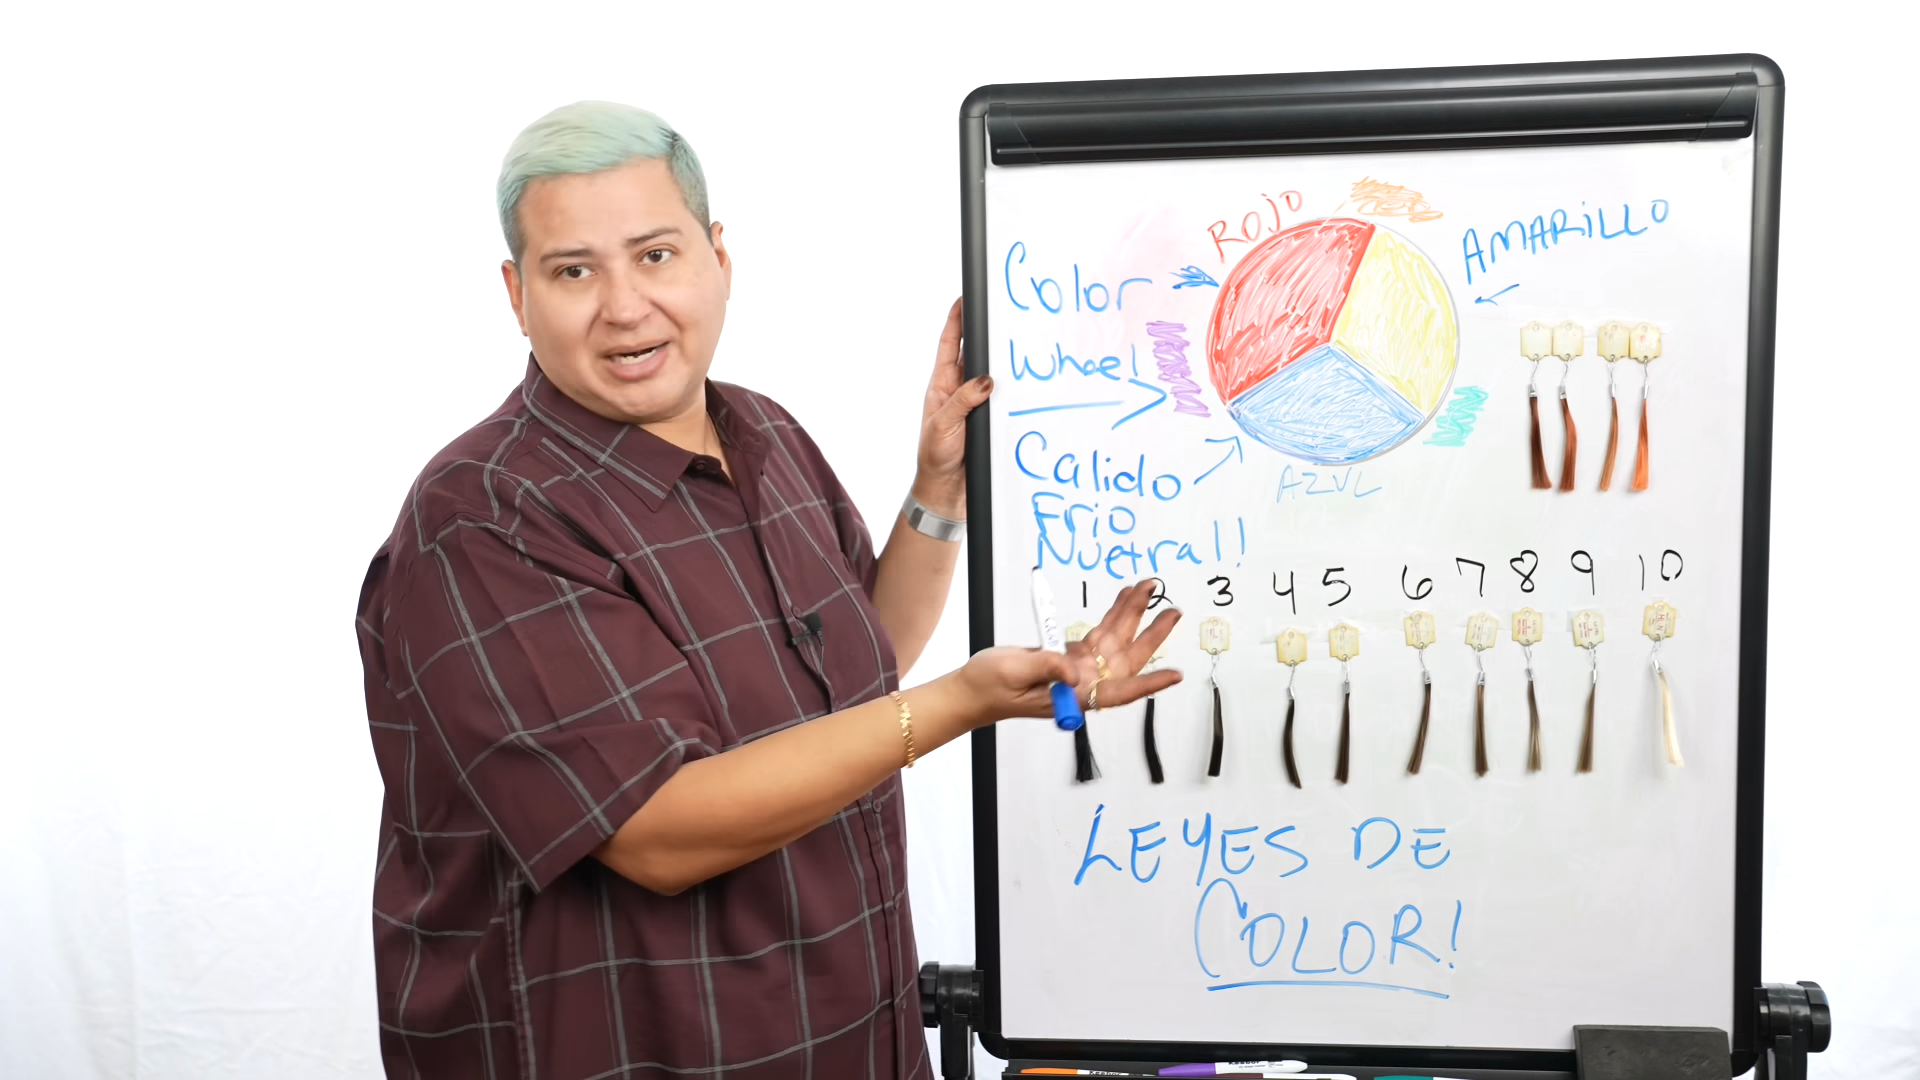 ROJO
AMARILLO
Color
Wheel
Calido
Frio
Nuetral!!
AZUL
1 2 3 4 5 6 7 8 9 10
LEYES DE
COLOR!